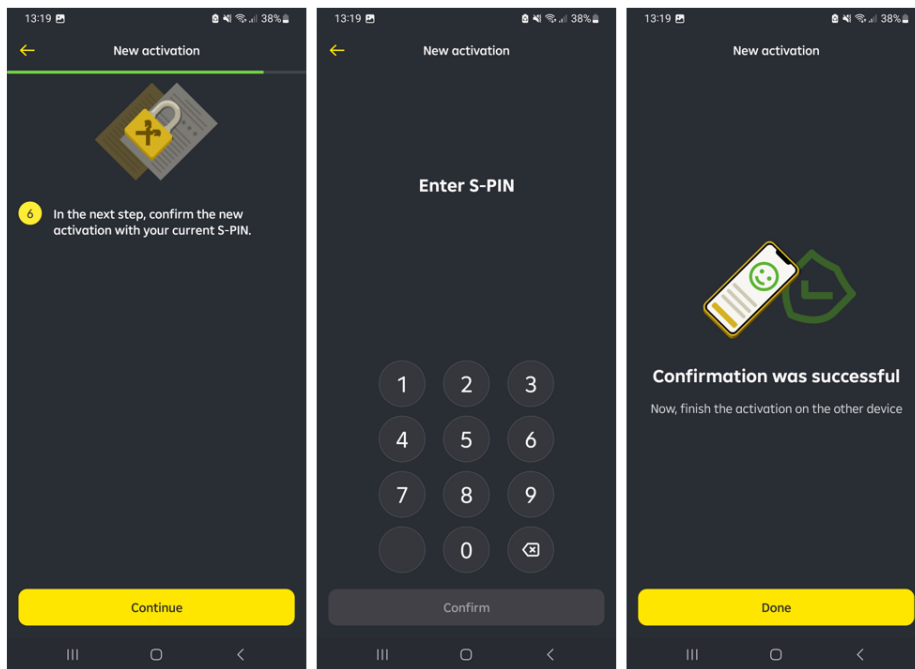 13:19
38%
New activation
6
In the next step, confirm the new
activation with your current S-PIN.
Continue
13:19
38%
New activation
Enter S-PIN
1 2 3
4 5 6
7 8 9
0
Confirm
13:19
38%
New activation
Confirmation was successful
Now, finish the activation on the other device
Done